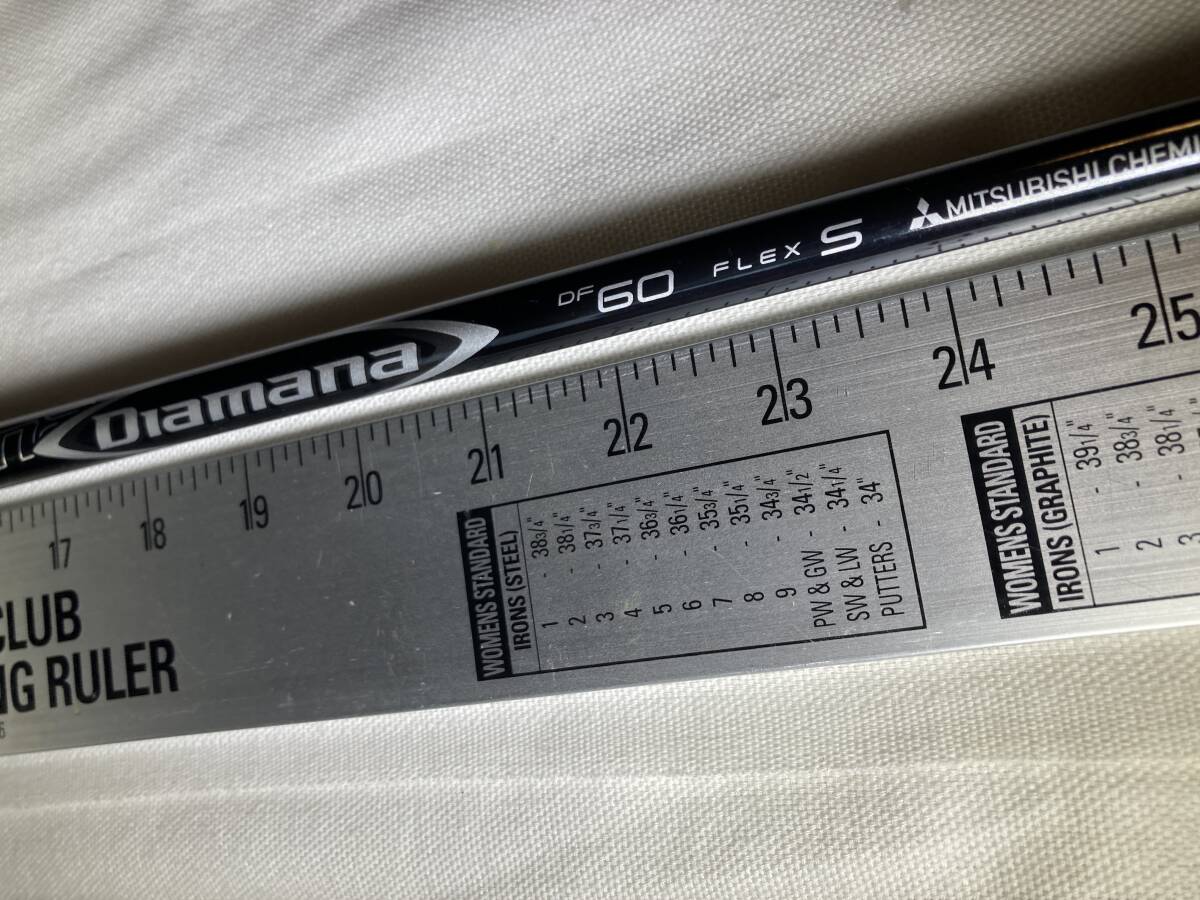 Diamana DF 60 FLEX S MITSUBISHI CHEMI
17 18 19 20 21 22 23 24 25
CLUB
NG RULER
6
WOMENS STANDARD
IRONS (STEEL)
1 - 38 3/4"
2 - 38 1/4"
3 - 37 3/4"
4 - 37 1/4"
5 - 36 3/4"
6 - 36 1/4"
7 - 35 3/4"
8 - 35 1/4"
9 - 34 3/4"
PW & GW - 34 1/2"
SW & LW - 34 1/4"
PUTTERS - 34"
WOMENS STANDARD
IRONS (GRAPHITE)
1 - 39 1/4"
2 - 38 3/4"
3 - 38 1/4"